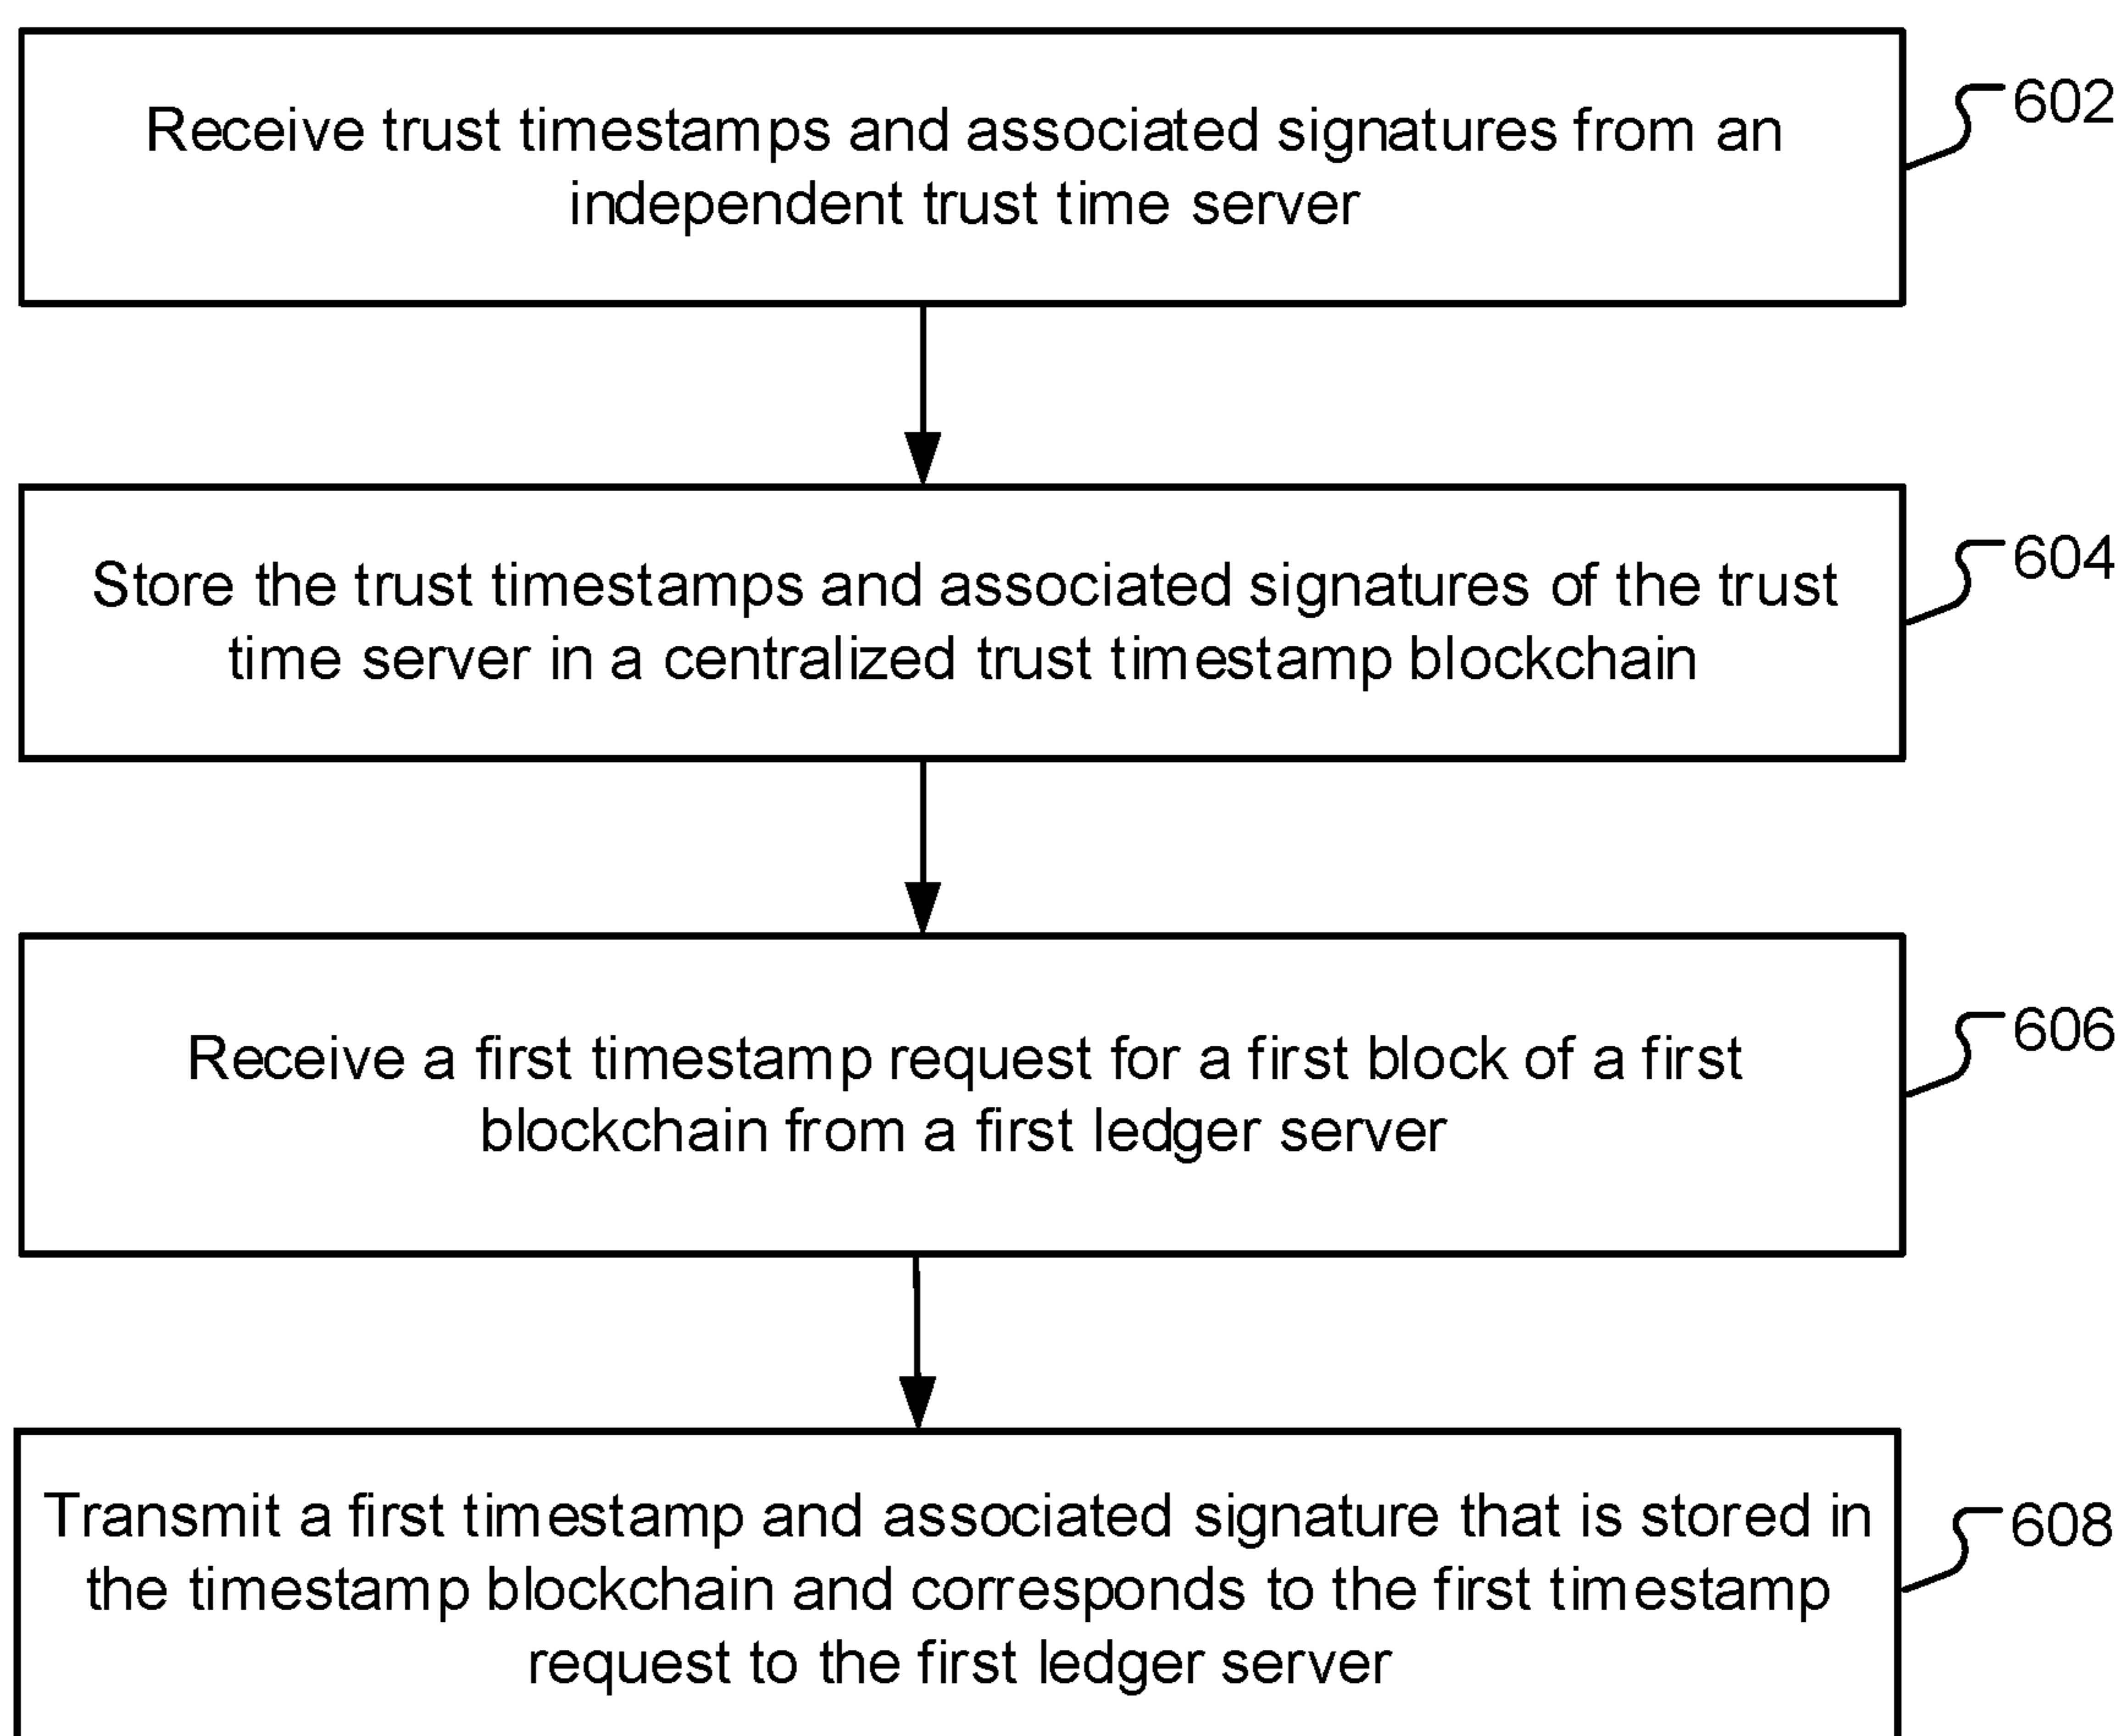 Receive trust timestamps and associated signatures from an
independent trust time server
602
Store the trust timestamps and associated signatures of the trust
time server in a centralized trust timestamp blockchain
604
Receive a first timestamp request for a first block of a first
blockchain from a first ledger server
606
Transmit a first timestamp and associated signature that is stored in
the timestamp blockchain and corresponds to the first timestamp
request to the first ledger server
608